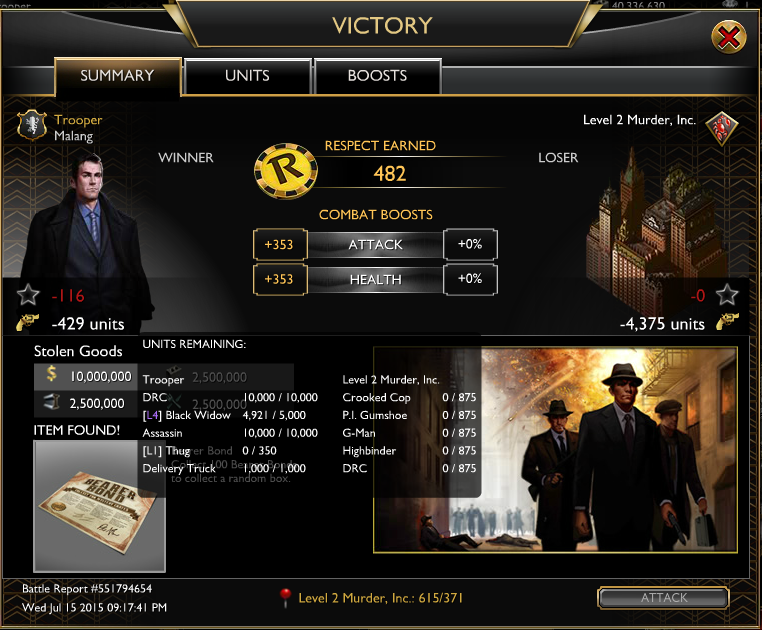 40,336,630
VICTORY
SUMMARY
UNITS
BOOSTS
Trooper
Malang
Level 2 Murder, Inc.
WINNER
RESPECT EARNED
482
LOSER
COMBAT BOOSTS
+353 ATTACK +0%
+353 HEALTH +0%
-116
-429 units
-0
-4,375 units
Stolen Goods
10,000,000
2,500,000
2,500,000
2,500,000
ITEM FOUND!
BEARER BOND
UNITS REMAINING:
Trooper
DRC 10,000 / 10,000
[L4] Black Widow 4,921 / 5,000
Assassin 10,000 / 10,000
[L1] Thug 0 / 350
Delivery Truck 1,000 / 1,000
Level 2 Murder, Inc.
Crooked Cop 0 / 875
P.I. Gumshoe 0 / 875
G-Man 0 / 875
Highbinder 0 / 875
DRC 0 / 875
Bearer Bond
Collect 100 Bearer Bonds
to collect a random box.
Battle Report #551794654
Wed Jul 15 2015 09:17:41 PM
Level 2 Murder, Inc.: 615/371
ATTACK